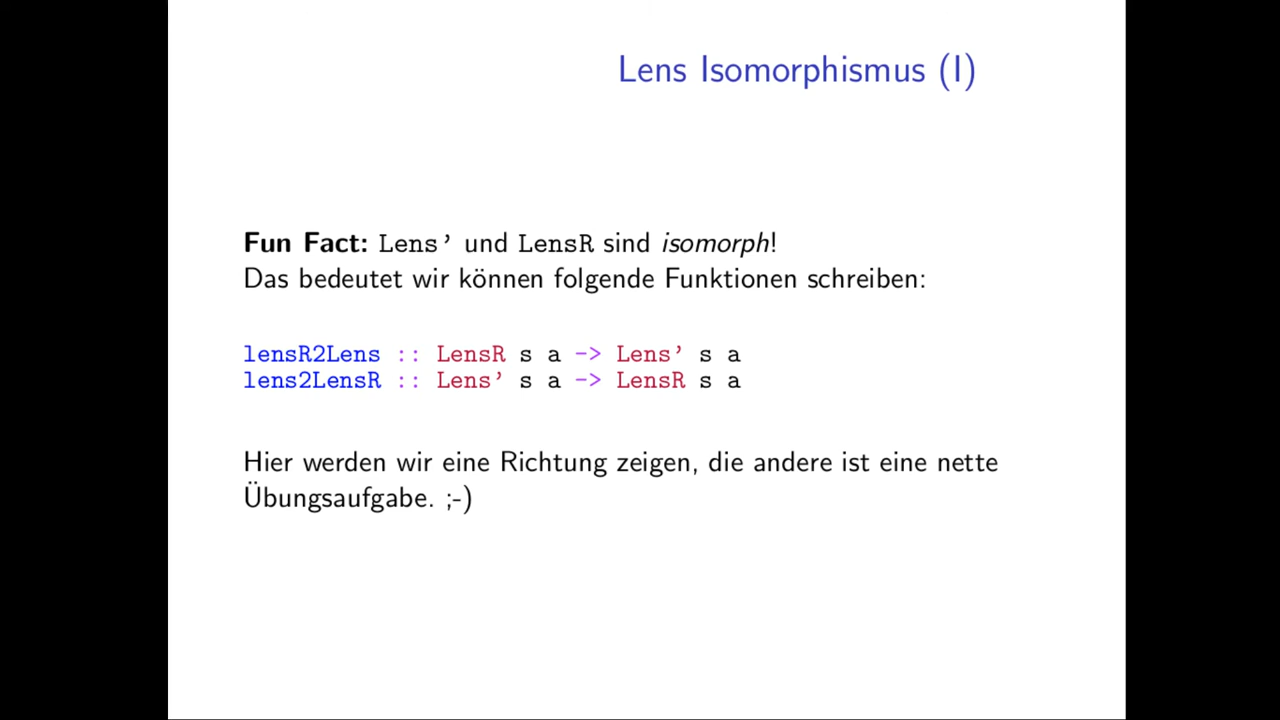 Lens Isomorphismus (I)
Fun Fact: Lens' und LensR sind isomorph!
Das bedeutet wir können folgende Funktionen schreiben:
lensR2Lens :: LensR s a -> Lens' s a
lens2LensR :: Lens' s a -> LensR s a
Hier werden wir eine Richtung zeigen, die andere ist eine nette
Übungsaufgabe. ;-)